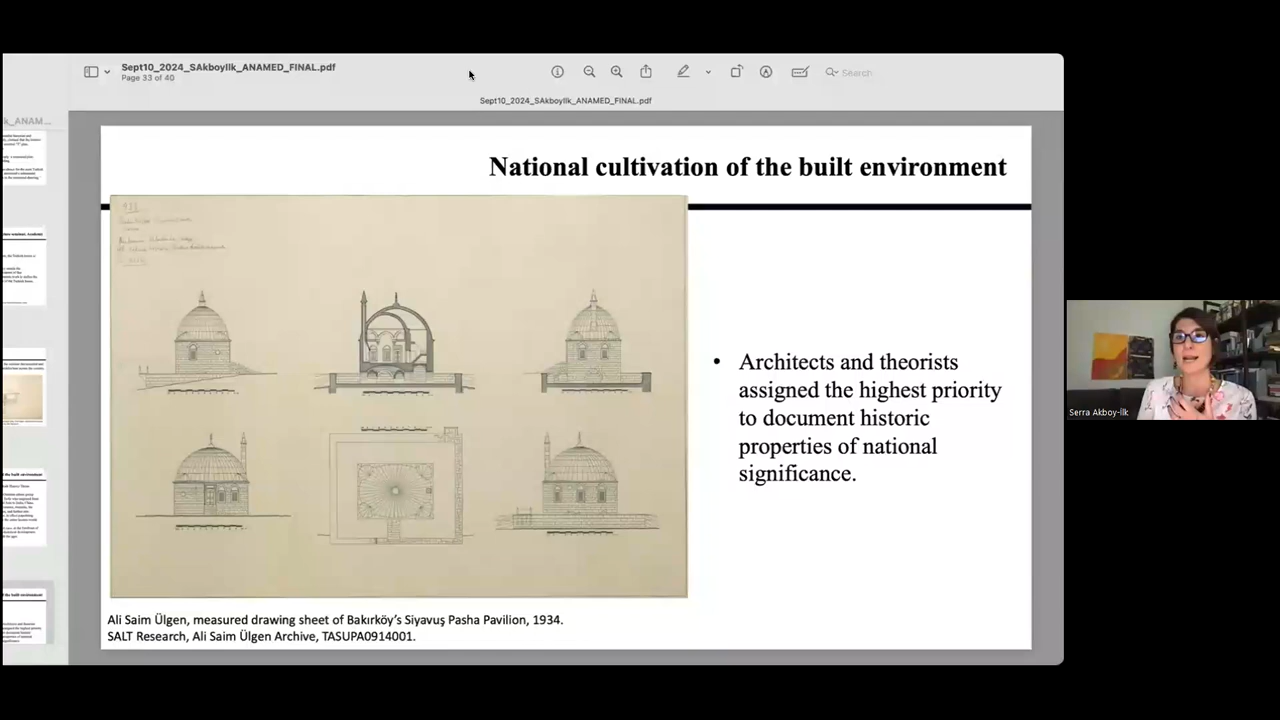 Sept10_2024_SAkboyIlk_ANAMED_FINAL.pdf
Page 33 of 40
Search
Sept10_2024_SAkboyIlk_ANAMED_FINAL.pdf
k_ANAM...
National cultivation of the built environment
• Architects and theorists
assigned the highest priority
to document historic
properties of national
significance.
Ali Saim Ülgen, measured drawing sheet of Bakırköy's Siyavuş Pasha Pavilion, 1934.
SALT Research, Ali Saim Ülgen Archive, TASUPA0914001.
Serra Akboy-İlk